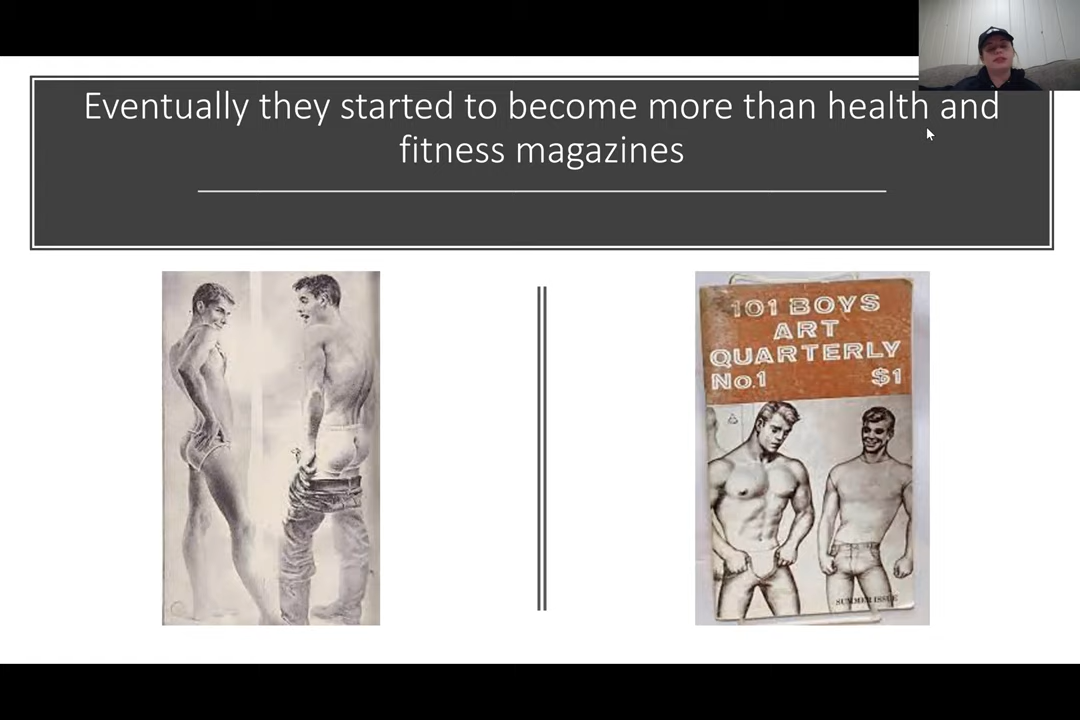 Eventually they started to become more than health and
fitness magazines
101 BOYS
ART
QUARTERLY
No.1 $1
SUMMER ISSUE